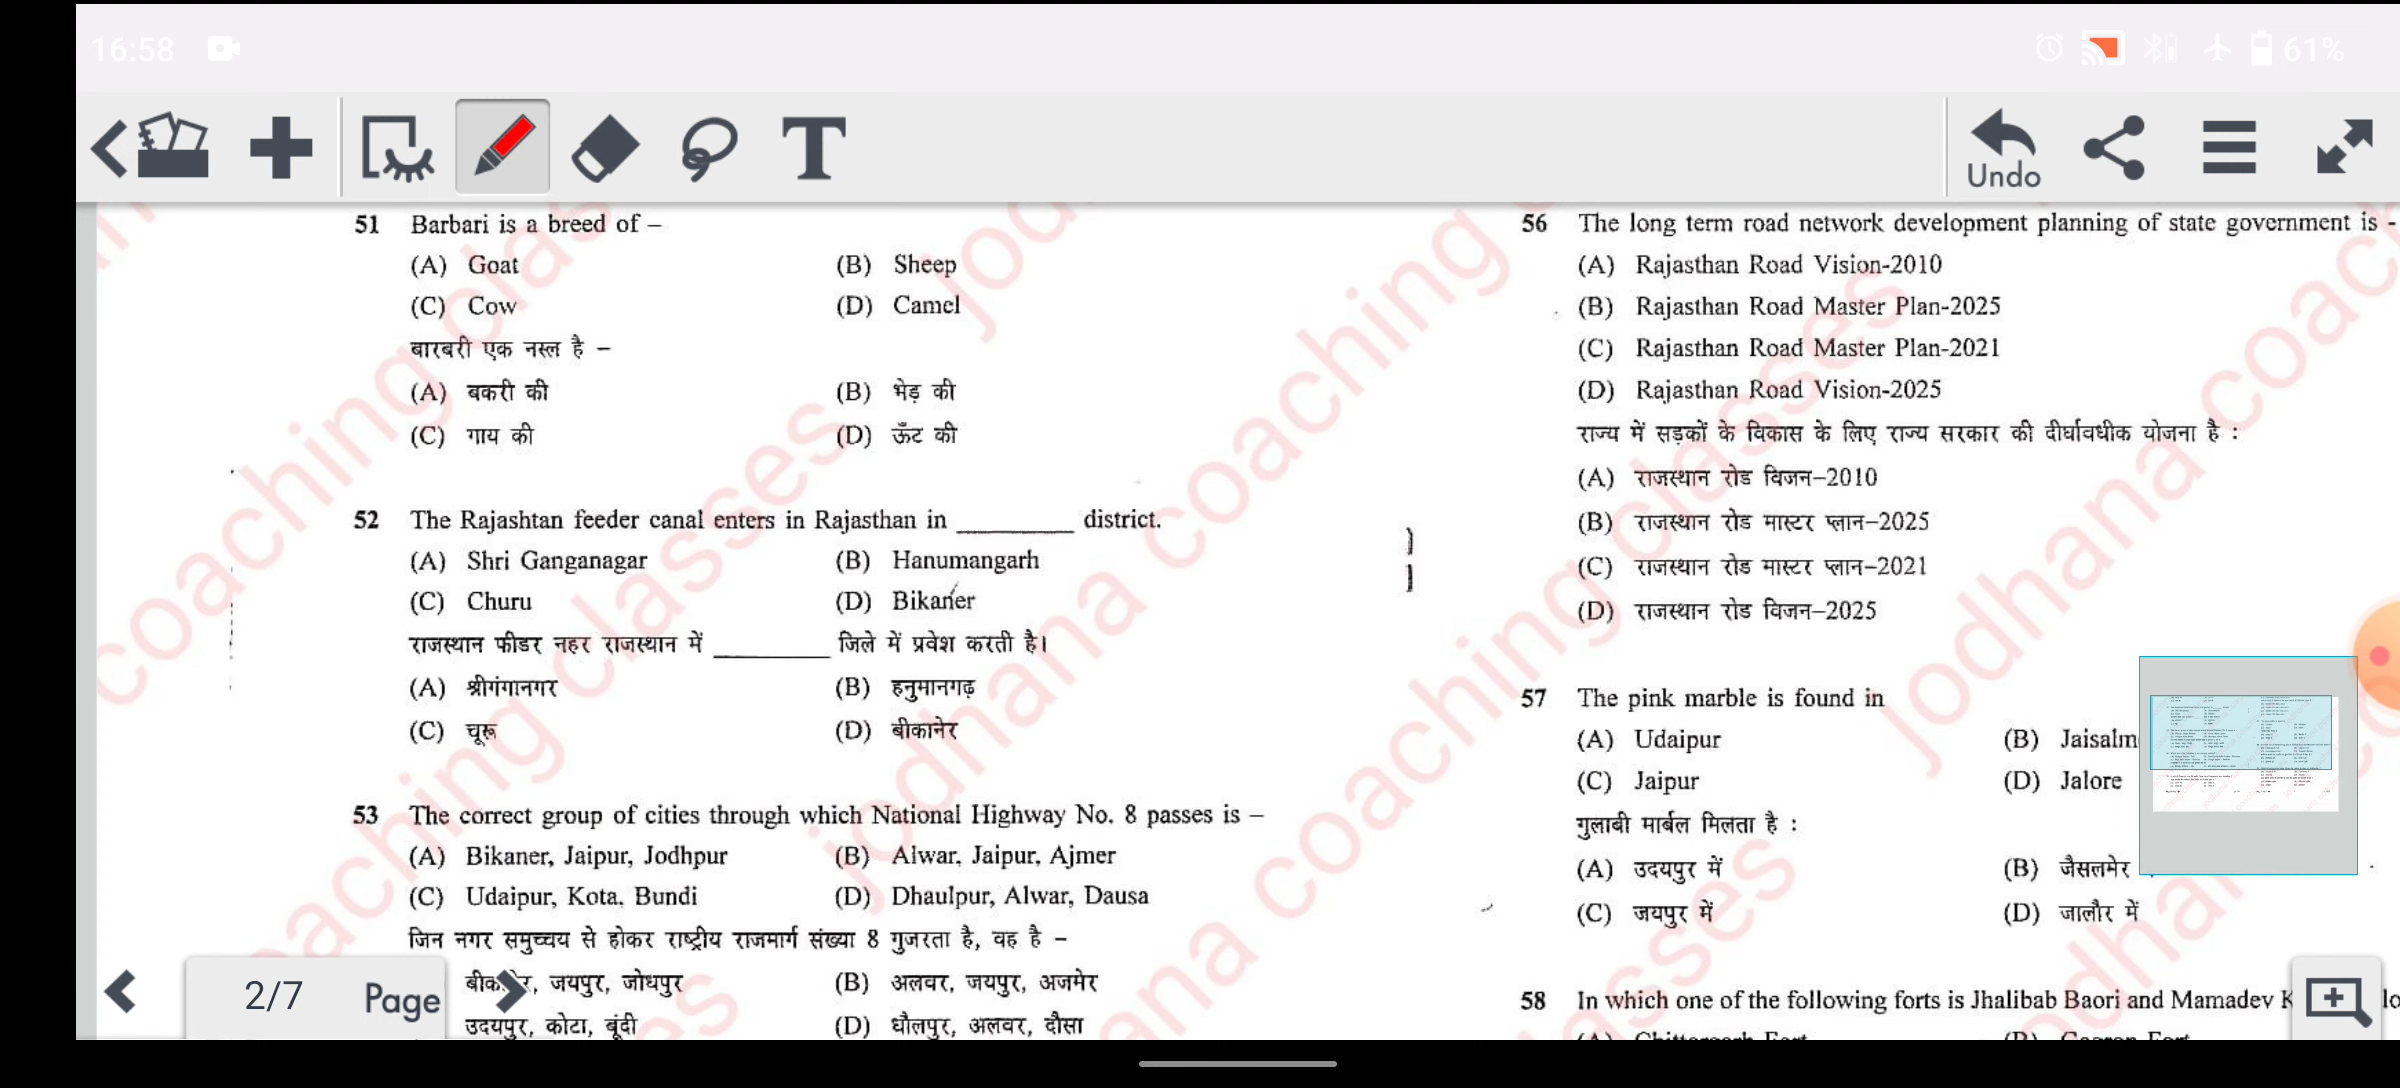 16:58
61%
Undo
51 Barbari is a breed of –
(A) Goat (B) Sheep
(C) Cow (D) Camel
बारबरी एक नस्ल है –
(A) बकरी की (B) भेड़ की
(C) गाय की (D) ऊँट की
52 The Rajashtan feeder canal enters in Rajasthan in ________ district.
(A) Shri Ganganagar (B) Hanumangarh
(C) Churu (D) Bikaner
राजस्थान फीडर नहर राजस्थान में ________ जिले में प्रवेश करती है।
(A) श्रीगंगानगर (B) हनुमानगढ़
(C) चूरू (D) बीकानेर
53 The correct group of cities through which National Highway No. 8 passes is –
(A) Bikaner, Jaipur, Jodhpur (B) Alwar, Jaipur, Ajmer
(C) Udaipur, Kota, Bundi (D) Dhaulpur, Alwar, Dausa
जिन नगर समुच्चय से होकर राष्ट्रीय राजमार्ग संख्या 8 गुजरता है, वह है –
जयपुर, जोधपुर (B) अलवर, जयपुर, अजमेर
उदयपुर, कोटा, बूंदी (D) धौलपुर, अलवर, दौसा
56 The long term road network development planning of state government is -
(A) Rajasthan Road Vision-2010
(B) Rajasthan Road Master Plan-2025
(C) Rajasthan Road Master Plan-2021
(D) Rajasthan Road Vision-2025
राज्य में सड़कों के विकास के लिए राज्य सरकार की दीर्घावधीक योजना है :
(A) राजस्थान रोड विजन–2010
(B) राजस्थान रोड मास्टर प्लान–2025
(C) राजस्थान रोड मास्टर प्लान–2021
(D) राजस्थान रोड विजन–2025
57 The pink marble is found in
(A) Udaipur (B) Jaisalm
(C) Jaipur (D) Jalore
गुलाबी मार्बल मिलता है :
(A) उदयपुर में (B) जैसलमेर
(C) जयपुर में (D) जालौर में
58 In which one of the following forts is Jhalibab Baori and Mamadev K
2/7 Page
jodhana coaching classes